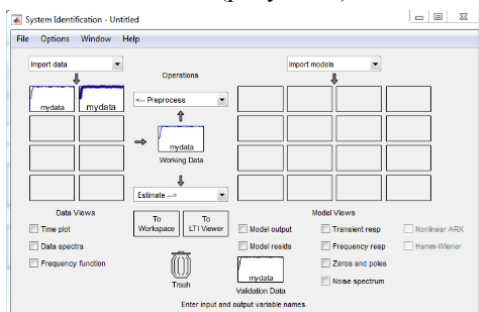 System Identification - Untitled
File Options Window Help
Import data
Operations
Import models
mydata
mydata
<-- Preprocess
mydata
Working Data
Estimate -->
Data Views
Time plot
Data spectra
Frequency function
To
Workspace
To
LTI Viewer
Trash
Model Views
Model output
Transient resp
Nonlinear ARX
Model resids
Frequency resp
Hamm-Wiener
Zeros and poles
Noise spectrum
mydata
Validation Data
Enter input and output variable names.